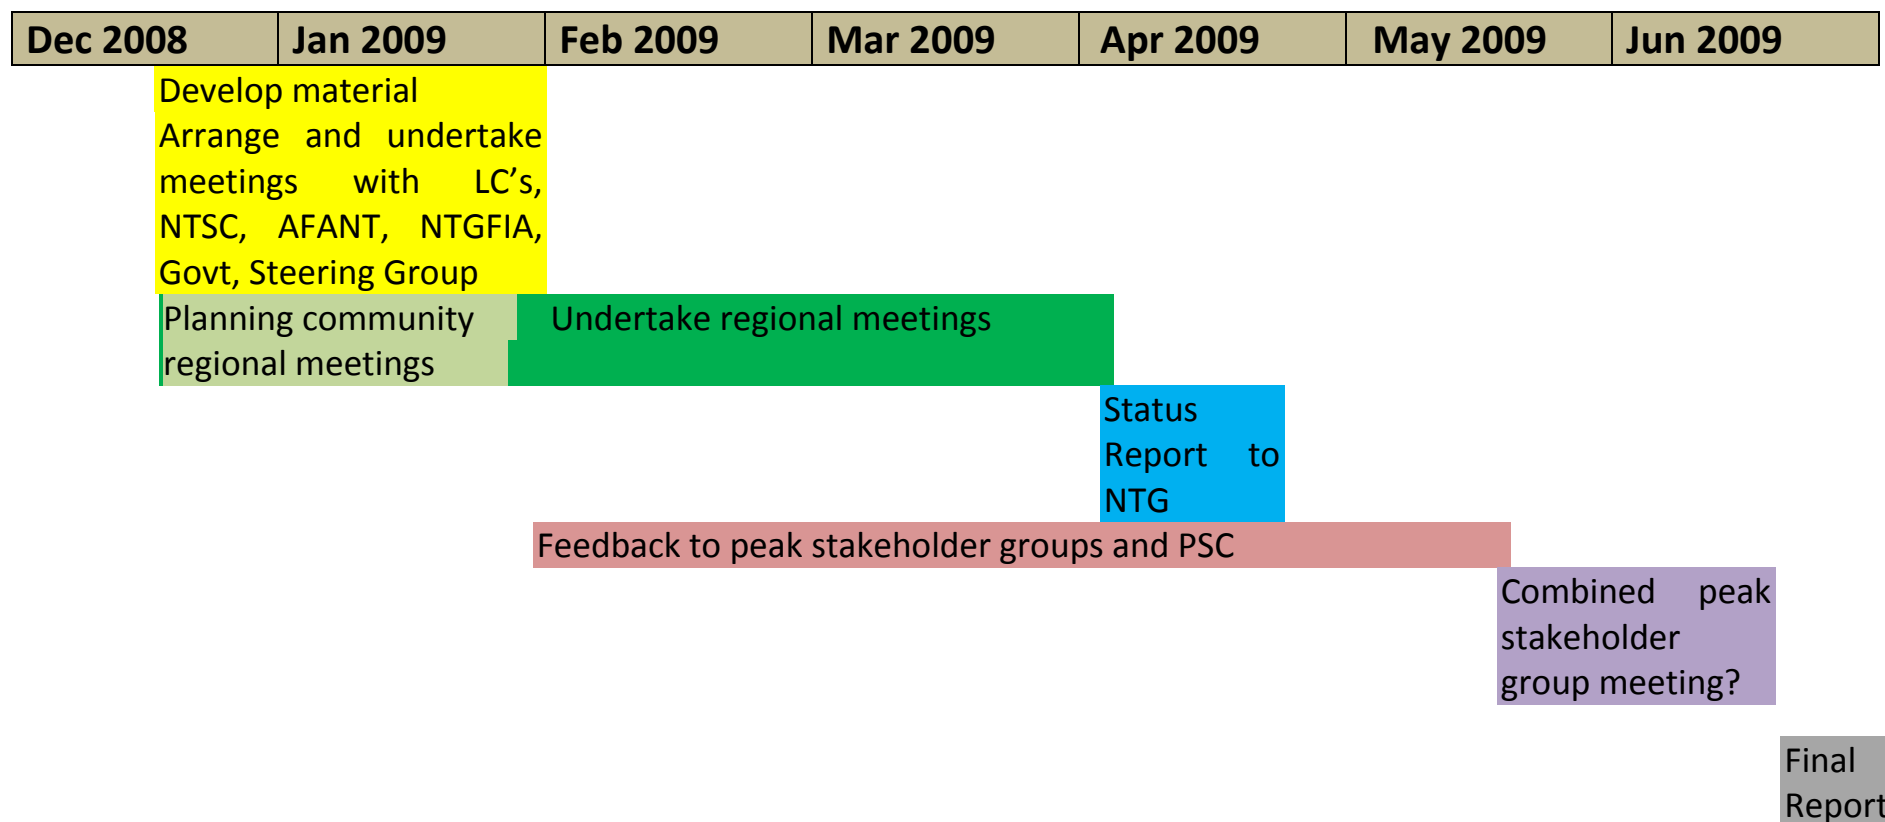 Dec 2008 Jan 2009 Feb 2009 Mar 2009 Apr 2009 May 2009 Jun 2009
Develop material
Arrange and undertake
meetings with LC’s,
NTSC, AFANT, NTGFIA,
Govt, Steering Group
Planning community
regional meetings
Undertake regional meetings
Status
Report to
NTG
Feedback to peak stakeholder groups and PSC
Combined peak
stakeholder
group meeting?
Final
Report